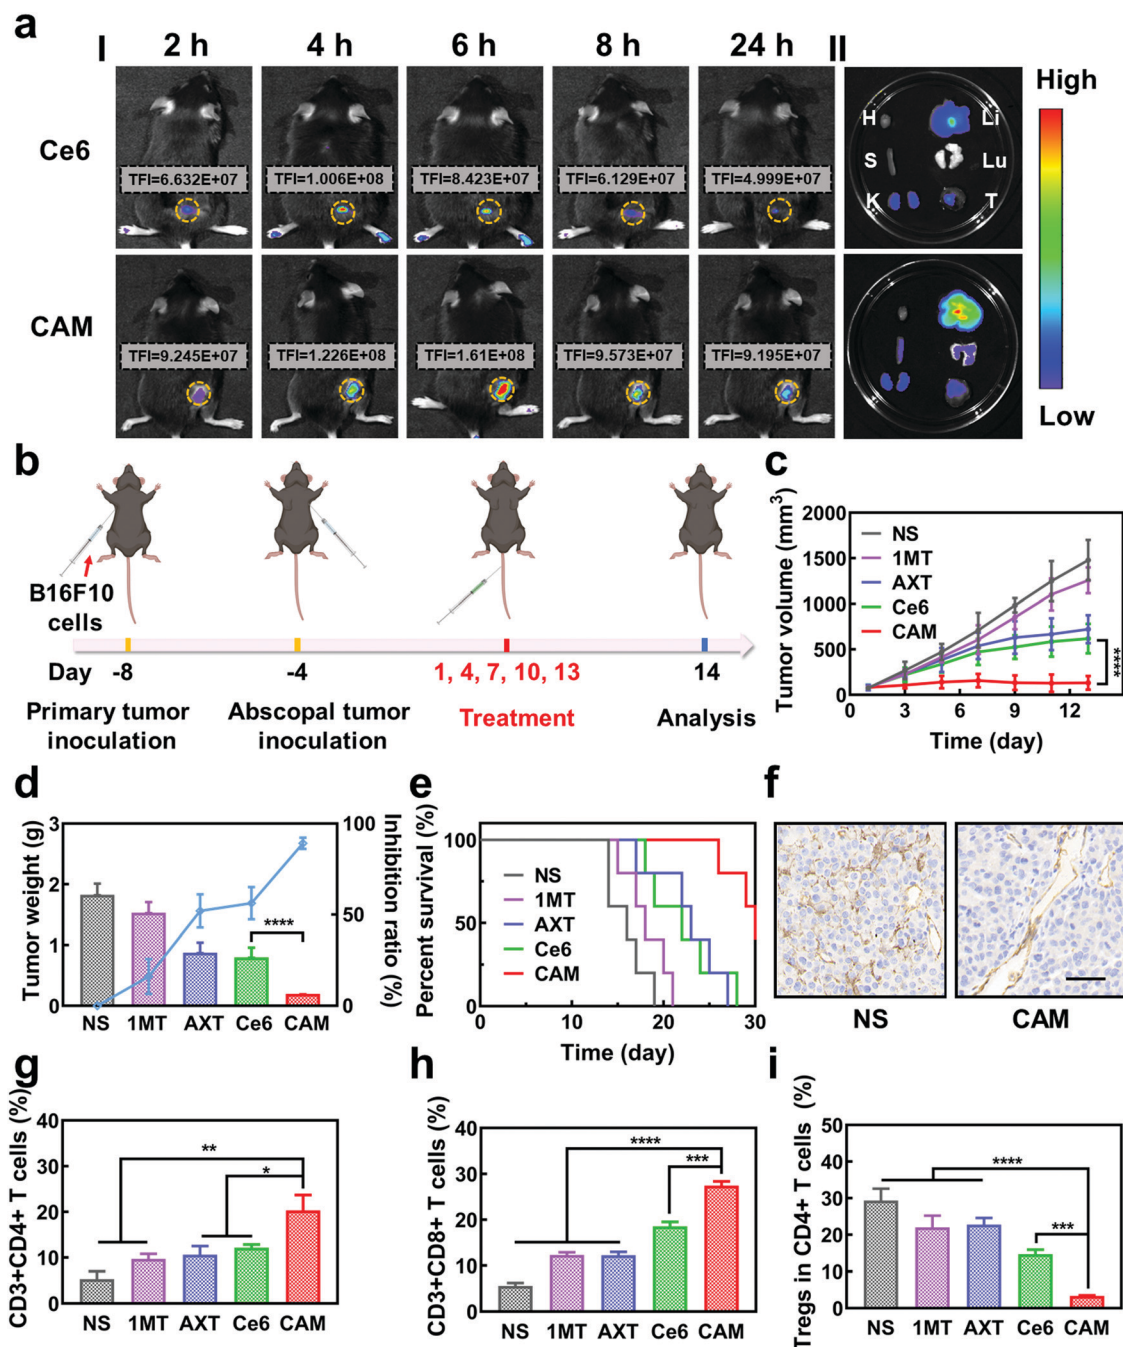 a
I 2 h 4 h 6 h 8 h 24 h II
Ce6
TFI=6.632E+07 TFI=1.006E+08 TFI=8.423E+07 TFI=6.129E+07 TFI=4.999E+07
H Li
S Lu
K T
High
CAM
TFI=9.245E+07 TFI=1.226E+08 TFI=1.61E+08 TFI=9.573E+07 TFI=9.195E+07
Low
b
B16F10
cells
Day -8 -4 1, 4, 7, 10, 13 14
Primary tumor
inoculation
Abscopal tumor
inoculation
Treatment
Analysis
c
Tumor volume (mm3)
2000
1500
1000
500
0
NS
1MT
AXT
Ce6
CAM
****
0 3 6 9 12
Time (day)
d
Tumor weight (g)
3
2
1
0
****
100
50
0
Inhibition ratio (%)
NS 1MT AXT Ce6 CAM
e
Percent survival (%)
100
50
0
NS
1MT
AXT
Ce6
CAM
0 10 20 30
Time (day)
f
NS CAM
g
CD3+CD4+ T cells (%)
40
30
20
10
0
**
*
NS 1MT AXT Ce6 CAM
h
CD3+CD8+ T cells (%)
40
30
20
10
0
****
***
NS 1MT AXT Ce6 CAM
i
Tregs in CD4+ T cells (%)
50
40
30
20
10
0
****
***
NS 1MT AXT Ce6 CAM